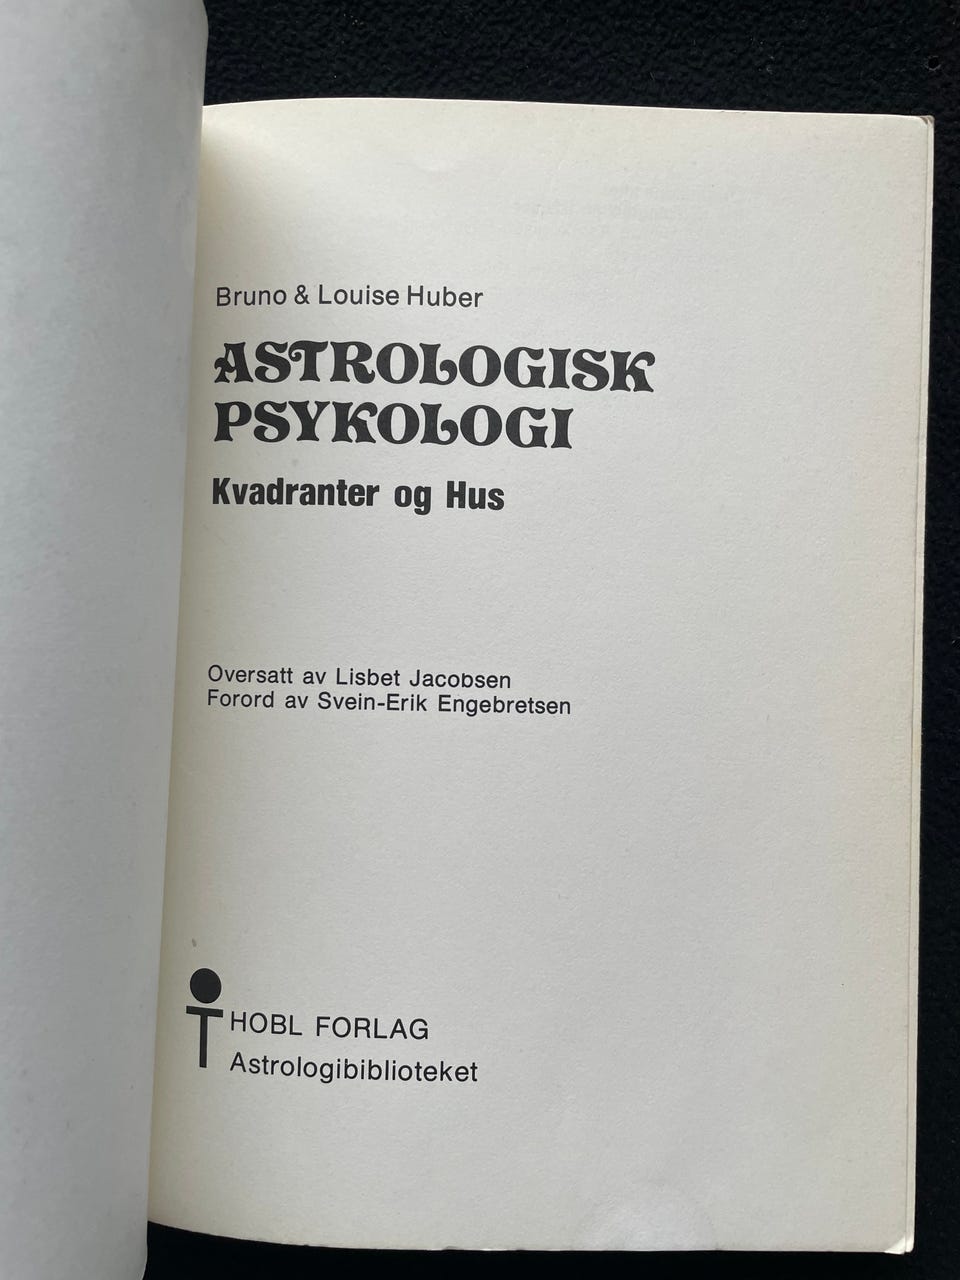 Bruno & Louise Huber
ASTROLOGISK
PSYKOLOGI
Kvadranter og Hus
Oversatt av Lisbet Jacobsen
Forord av Svein-Erik Engebretsen
HOBL FORLAG
Astrologibiblioteket